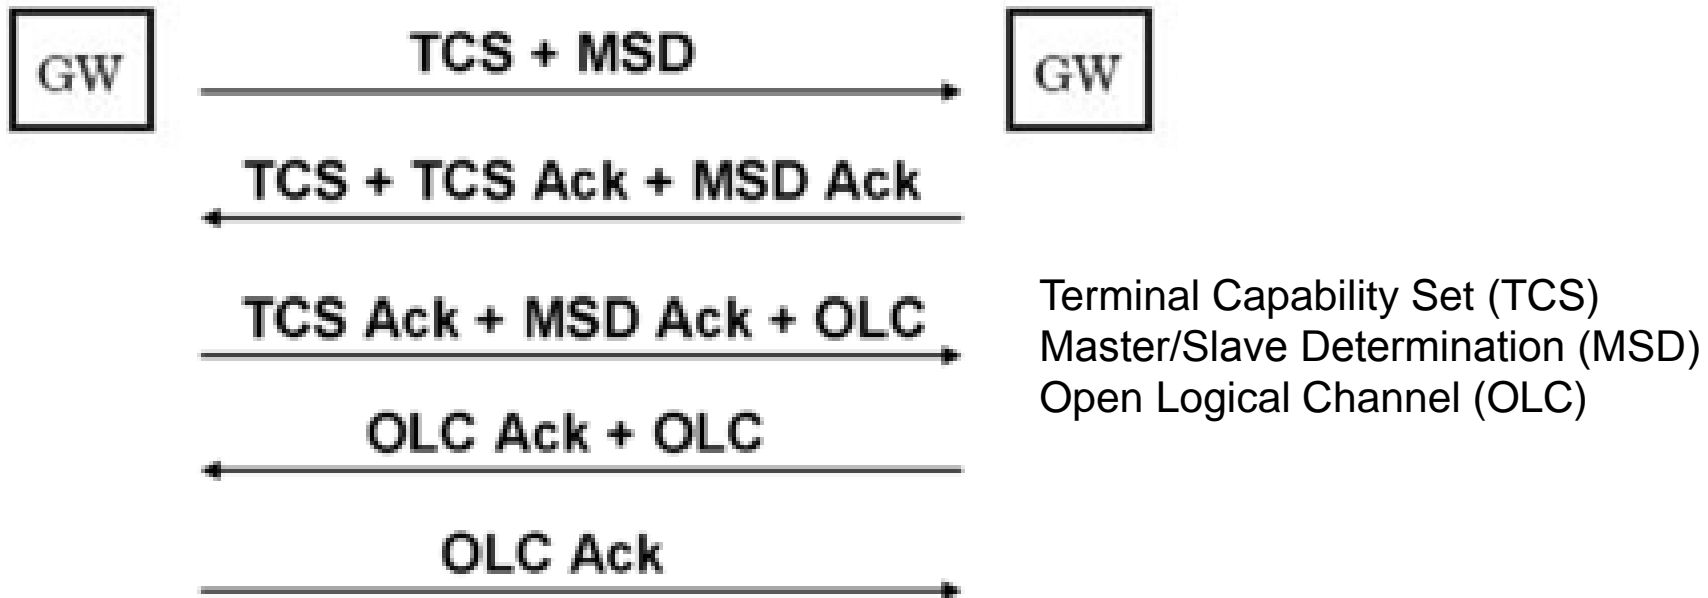 GW
TCS + MSD
GW
TCS + TCS Ack + MSD Ack
TCS Ack + MSD Ack + OLC
Terminal Capability Set (TCS)
Master/Slave Determination (MSD)
Open Logical Channel (OLC)
OLC Ack + OLC
OLC Ack